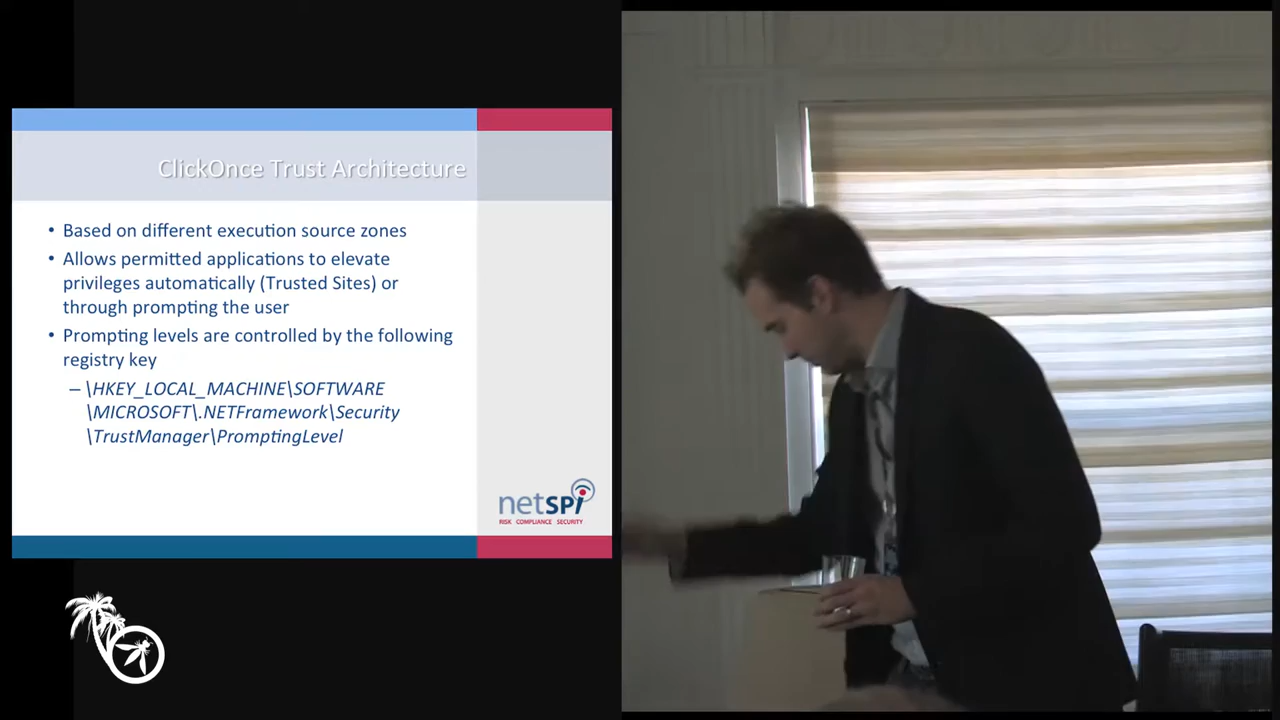 ClickOnce Trust Architecture
• Based on different execution source zones
• Allows permitted applications to elevate
privileges automatically (Trusted Sites) or
through prompting the user
• Prompting levels are controlled by the following
registry key
– \HKEY_LOCAL_MACHINE\SOFTWARE
\MICROSOFT\.NETFramework\Security
\TrustManager\PromptingLevel
netSPi
RISK COMPLIANCE SECURITY